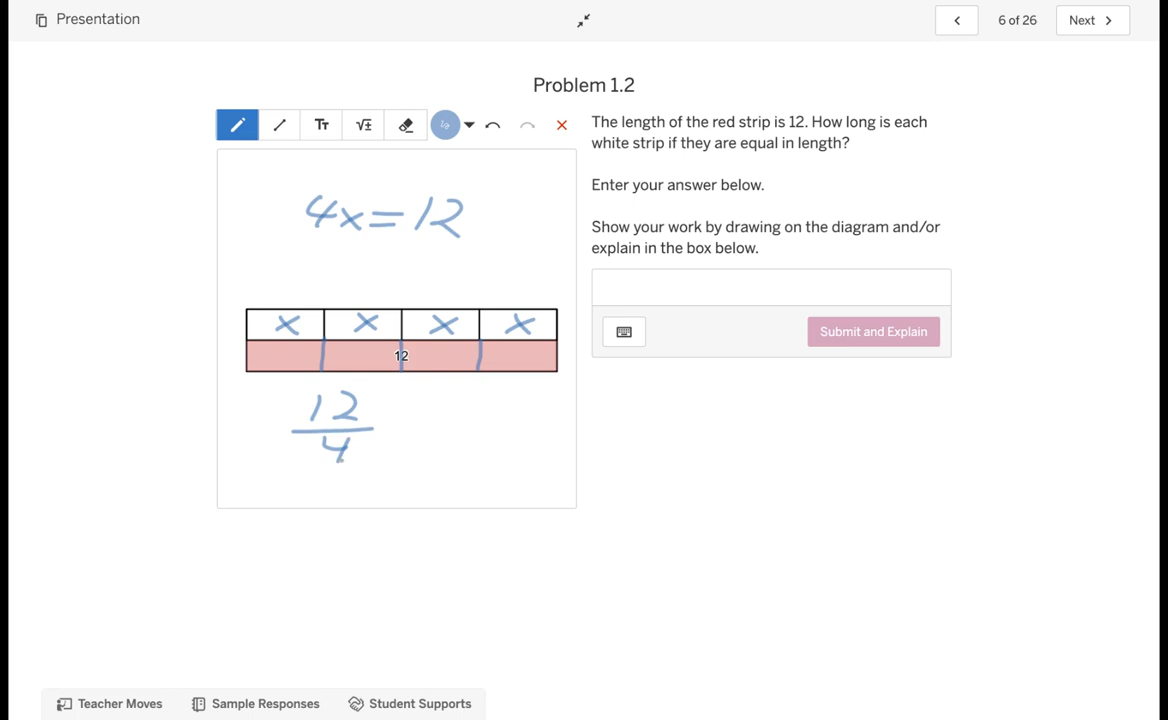 Presentation
6 of 26
Next
Problem 1.2
Tт
√±
The length of the red strip is 12. How long is each
white strip if they are equal in length?
Enter your answer below.
Show your work by drawing on the diagram and/or
explain in the box below.
Submit and Explain
4x=12
x x x x
12
12
4
Teacher Moves
Sample Responses
Student Supports